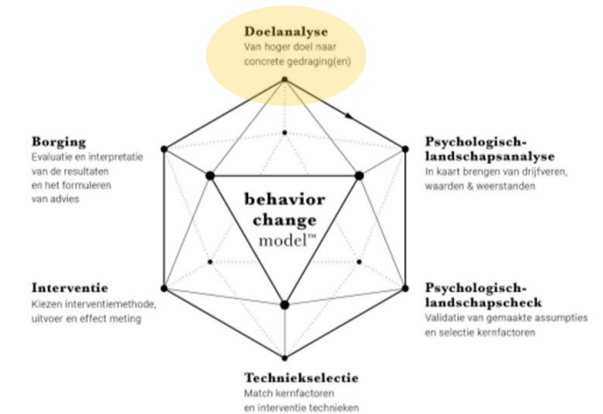 Doelanalyse
Van hoger doel naar
concrete gedraging(en)
Psychologisch-
landschapsanalyse
In kaart brengen van drijfveren,
waarden & weerstanden
Psychologisch-
landschapscheck
Validatie van gemaakte assumpties
en selectie kernfactoren
Techniekselectie
Match kernfactoren
en interventie technieken
Interventie
Kiezen interventiemethode,
uitvoer en effect meting
Borging
Evaluatie en interpretatie
van de resultaten
en het formuleren
van advies
behavior
change
model™